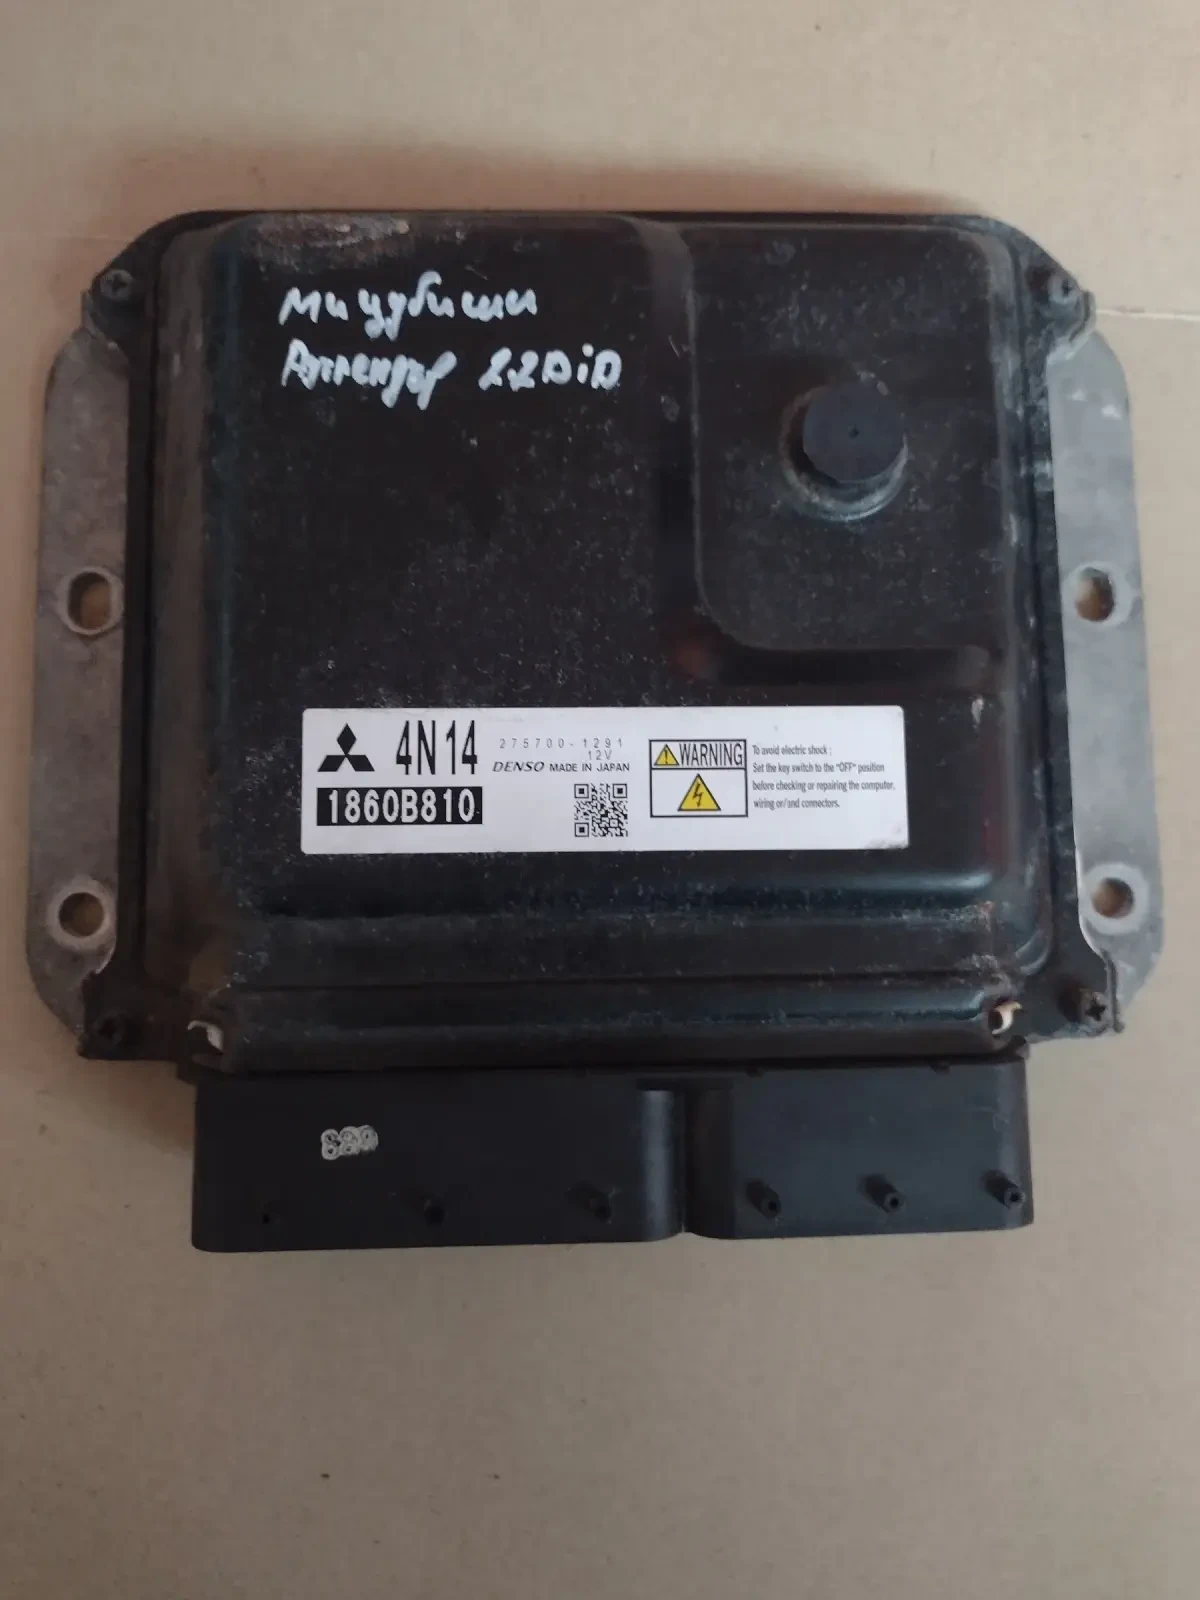 Мицубиши
Аутлендер 2.2DiD
4N14
275700-1291
12V
DENSO MADE IN JAPAN
1860B810
WARNING
To avoid electric shock ;
Set the key switch to the "OFF" position
before checking or repairing the computer,
wiring or/and connectors.